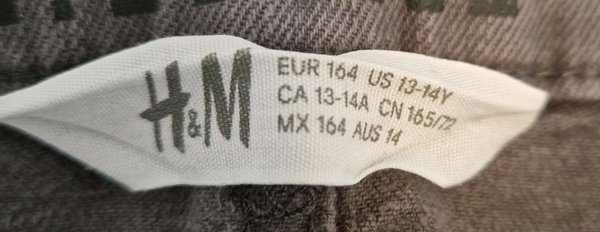 H&M
EUR 164 US 13-14Y
CA 13-14A CN 165/72
MX 164 AUS 14